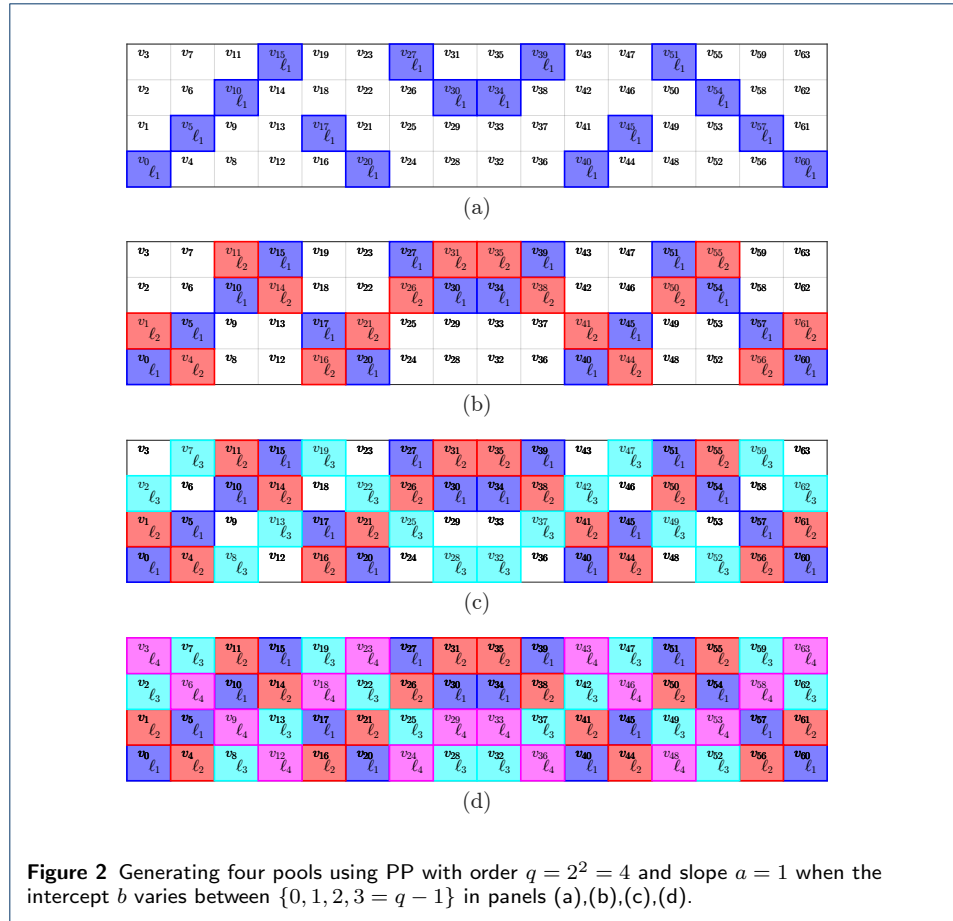 v₃ v₇ v₁₁ v₁₅ v₁₉ v₂₃ v₂₇ v₃₁ v₃₅ v₃₉ v₄₃ v₄₇ v₅₁ v₅₅ v₅₉ v₆₃
ℓ₁ ℓ₁ ℓ₁ ℓ₁
v₂ v₆ v₁₀ v₁₄ v₁₈ v₂₂ v₂₆ v₃₀ v₃₄ v₃₈ v₄₂ v₄₆ v₅₀ v₅₄ v₅₈ v₆₂
ℓ₁ ℓ₁ ℓ₁ ℓ₁
v₁ v₅ v₉ v₁₃ v₁₇ v₂₁ v₂₅ v₂₉ v₃₃ v₃₇ v₄₁ v₄₅ v₄₉ v₅₃ v₅₇ v₆₁
ℓ₁ ℓ₁ ℓ₁ ℓ₁
v₀ v₄ v₈ v₁₂ v₁₆ v₂₀ v₂₄ v₂₈ v₃₂ v₃₆ v₄₀ v₄₄ v₄₈ v₅₂ v₅₆ v₆₀
ℓ₁ ℓ₁ ℓ₁ ℓ₁
(a)
v₃ v₇ v₁₁ v₁₅ v₁₉ v₂₃ v₂₇ v₃₁ v₃₅ v₃₉ v₄₃ v₄₇ v₅₁ v₅₅ v₅₉ v₆₃
ℓ₂ ℓ₁ ℓ₁ ℓ₂ ℓ₂ ℓ₁ ℓ₁ ℓ₂
v₂ v₆ v₁₀ v₁₄ v₁₈ v₂₂ v₂₆ v₃₀ v₃₄ v₃₈ v₄₂ v₄₆ v₅₀ v₅₄ v₅₈ v₆₂
ℓ₁ ℓ₂ ℓ₂ ℓ₁ ℓ₁ ℓ₂ ℓ₂ ℓ₁
v₁ v₅ v₉ v₁₃ v₁₇ v₂₁ v₂₅ v₂₉ v₃₃ v₃₇ v₄₁ v₄₅ v₄₉ v₅₃ v₅₇ v₆₁
ℓ₂ ℓ₁ ℓ₁ ℓ₂ ℓ₂ ℓ₁ ℓ₁ ℓ₂
v₀ v₄ v₈ v₁₂ v₁₆ v₂₀ v₂₄ v₂₈ v₃₂ v₃₆ v₄₀ v₄₄ v₄₈ v₅₂ v₅₆ v₆₀
ℓ₁ ℓ₂ ℓ₂ ℓ₁ ℓ₁ ℓ₂ ℓ₂ ℓ₁
(b)
v₃ v₇ v₁₁ v₁₅ v₁₉ v₂₃ v₂₇ v₃₁ v₃₅ v₃₉ v₄₃ v₄₇ v₅₁ v₅₅ v₅₉ v₆₃
ℓ₃ ℓ₂ ℓ₁ ℓ₃ ℓ₁ ℓ₂ ℓ₂ ℓ₁ ℓ₃ ℓ₁ ℓ₂ ℓ₃
v₂ v₆ v₁₀ v₁₄ v₁₈ v₂₂ v₂₆ v₃₀ v₃₄ v₃₈ v₄₂ v₄₆ v₅₀ v₅₄ v₅₈ v₆₂
ℓ₃ ℓ₁ ℓ₂ ℓ₃ ℓ₂ ℓ₁ ℓ₁ ℓ₂ ℓ₃ ℓ₂ ℓ₁ ℓ₃
v₁ v₅ v₉ v₁₃ v₁₇ v₂₁ v₂₅ v₂₉ v₃₃ v₃₇ v₄₁ v₄₅ v₄₉ v₅₃ v₅₇ v₆₁
ℓ₂ ℓ₁ ℓ₃ ℓ₁ ℓ₂ ℓ₃ ℓ₃ ℓ₂ ℓ₁ ℓ₃ ℓ₁ ℓ₂
v₀ v₄ v₈ v₁₂ v₁₆ v₂₀ v₂₄ v₂₈ v₃₂ v₃₆ v₄₀ v₄₄ v₄₈ v₅₂ v₅₆ v₆₀
ℓ₁ ℓ₂ ℓ₃ ℓ₂ ℓ₁ ℓ₃ ℓ₃ ℓ₁ ℓ₂ ℓ₃ ℓ₂ ℓ₁
(c)
v₃ v₇ v₁₁ v₁₅ v₁₉ v₂₃ v₂₇ v₃₁ v₃₅ v₃₉ v₄₃ v₄₇ v₅₁ v₅₅ v₅₉ v₆₃
ℓ₄ ℓ₃ ℓ₂ ℓ₁ ℓ₃ ℓ₄ ℓ₁ ℓ₂ ℓ₂ ℓ₁ ℓ₄ ℓ₃ ℓ₁ ℓ₂ ℓ₃ ℓ₄
v₂ v₆ v₁₀ v₁₄ v₁₈ v₂₂ v₂₆ v₃₀ v₃₄ v₃₈ v₄₂ v₄₆ v₅₀ v₅₄ v₅₈ v₆₂
ℓ₃ ℓ₄ ℓ₁ ℓ₂ ℓ₄ ℓ₃ ℓ₂ ℓ₁ ℓ₁ ℓ₂ ℓ₃ ℓ₄ ℓ₂ ℓ₁ ℓ₄ ℓ₃
v₁ v₅ v₉ v₁₃ v₁₇ v₂₁ v₂₅ v₂₉ v₃₃ v₃₇ v₄₁ v₄₅ v₄₉ v₅₃ v₅₇ v₆₁
ℓ₂ ℓ₁ ℓ₄ ℓ₃ ℓ₁ ℓ₂ ℓ₃ ℓ₄ ℓ₄ ℓ₃ ℓ₂ ℓ₁ ℓ₃ ℓ₄ ℓ₁ ℓ₂
v₀ v₄ v₈ v₁₂ v₁₆ v₂₀ v₂₄ v₂₈ v₃₂ v₃₆ v₄₀ v₄₄ v₄₈ v₅₂ v₅₆ v₆₀
ℓ₁ ℓ₂ ℓ₃ ℓ₄ ℓ₂ ℓ₁ ℓ₄ ℓ₃ ℓ₃ ℓ₄ ℓ₁ ℓ₂ ℓ₄ ℓ₃ ℓ₂ ℓ₁
(d)
Figure 2 Generating four pools using PP with order q = 2² = 4 and slope a = 1 when the
intercept b varies between {0, 1, 2, 3 = q − 1} in panels (a),(b),(c),(d).